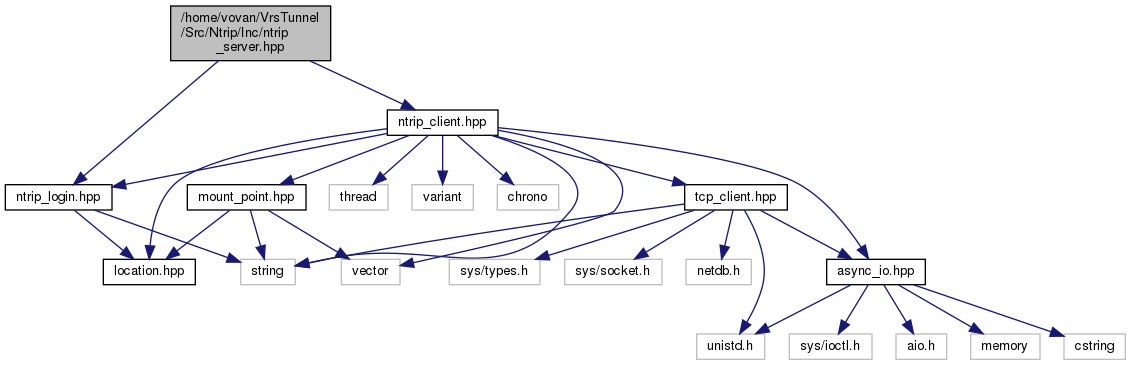 /home/vovan/VrsTunnel
/Src/Ntrip/Inc/ntrip
_server.hpp
ntrip_client.hpp
ntrip_login.hpp
mount_point.hpp
thread
variant
chrono
tcp_client.hpp
location.hpp
string
vector
sys/types.h
sys/socket.h
netdb.h
async_io.hpp
unistd.h
sys/ioctl.h
aio.h
memory
cstring